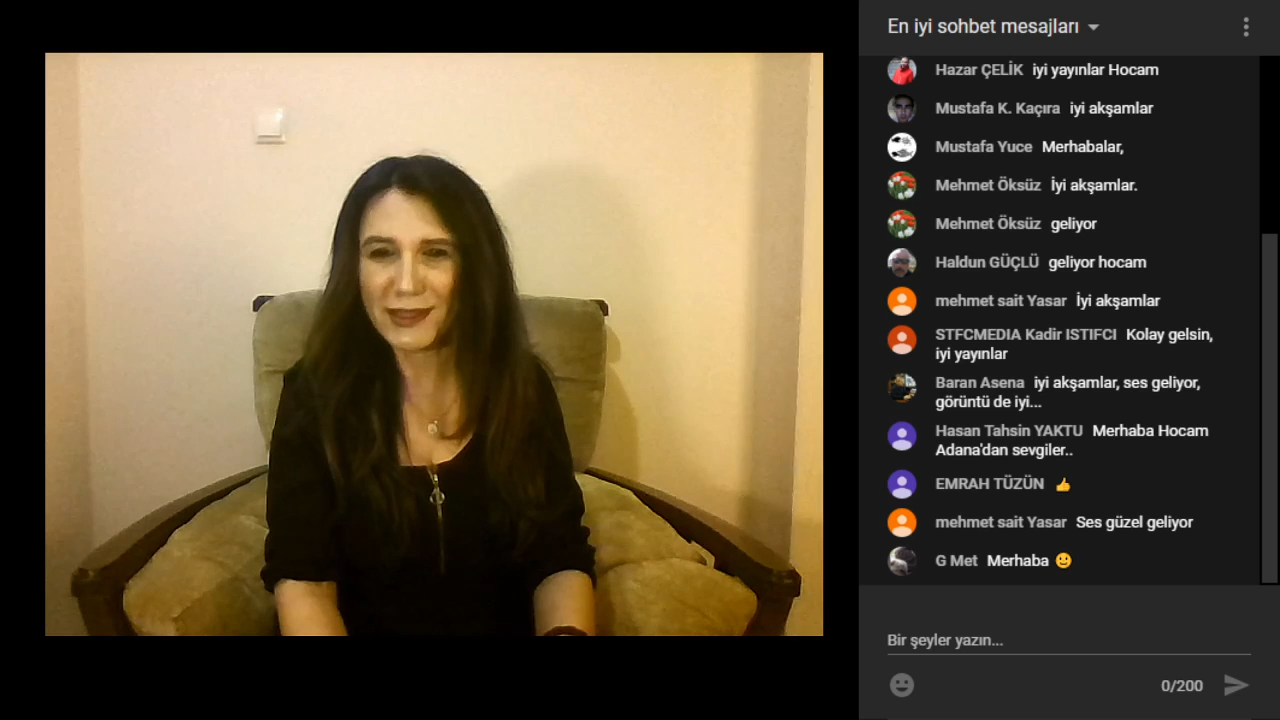 En iyi sohbet mesajları
Hazar ÇELİK iyi yayınlar Hocam
Mustafa K. Kaçıra iyi akşamlar
Mustafa Yuce Merhabalar,
Mehmet Öksüz İyi akşamlar.
Mehmet Öksüz geliyor
Haldun GÜÇLÜ geliyor hocam
mehmet sait Yasar İyi akşamlar
STFCMEDIA Kadir ISTIFCI Kolay gelsin,
iyi yayınlar
Baran Asena iyi akşamlar, ses geliyor,
görüntü de iyi...
Hasan Tahsin YAKTU Merhaba Hocam
Adana'dan sevgiler..
EMRAH TÜZÜN 👍
mehmet sait Yasar Ses güzel geliyor
G Met Merhaba 🙂
Bir şeyler yazın...
0/200